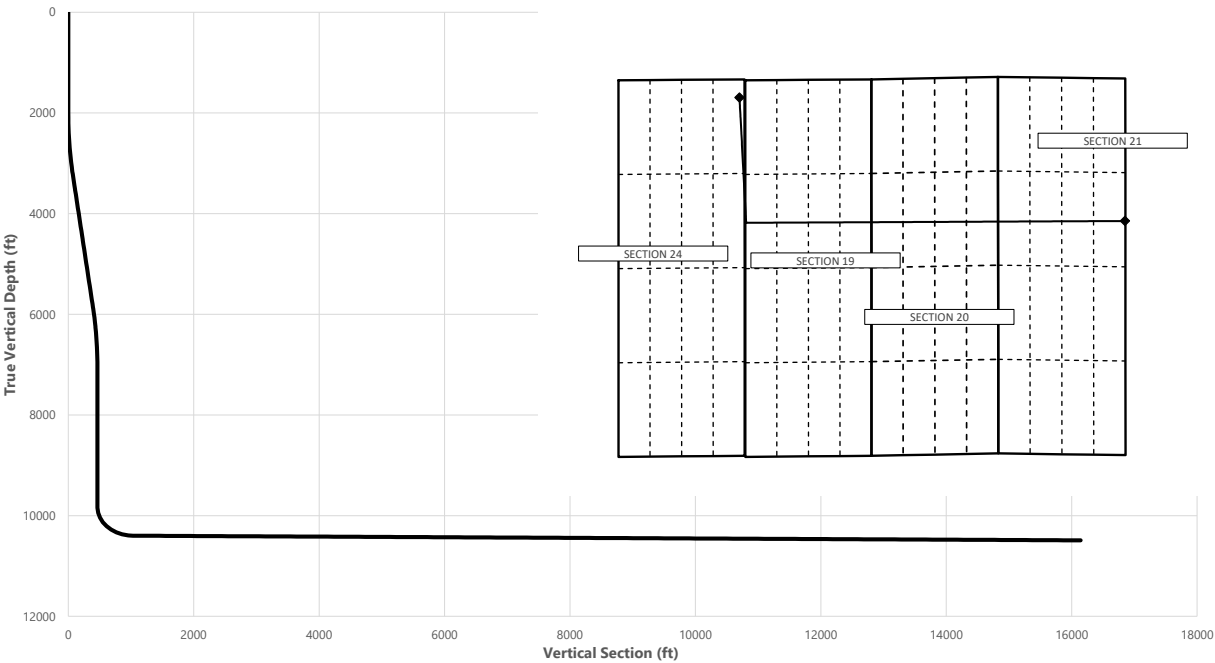 0
2000
4000
6000
8000
10000
12000
True Vertical Depth (ft)
SECTION 21
SECTION 24
SECTION 19
SECTION 20
0 2000 4000 6000 8000 10000 12000 14000 16000 18000
Vertical Section (ft)